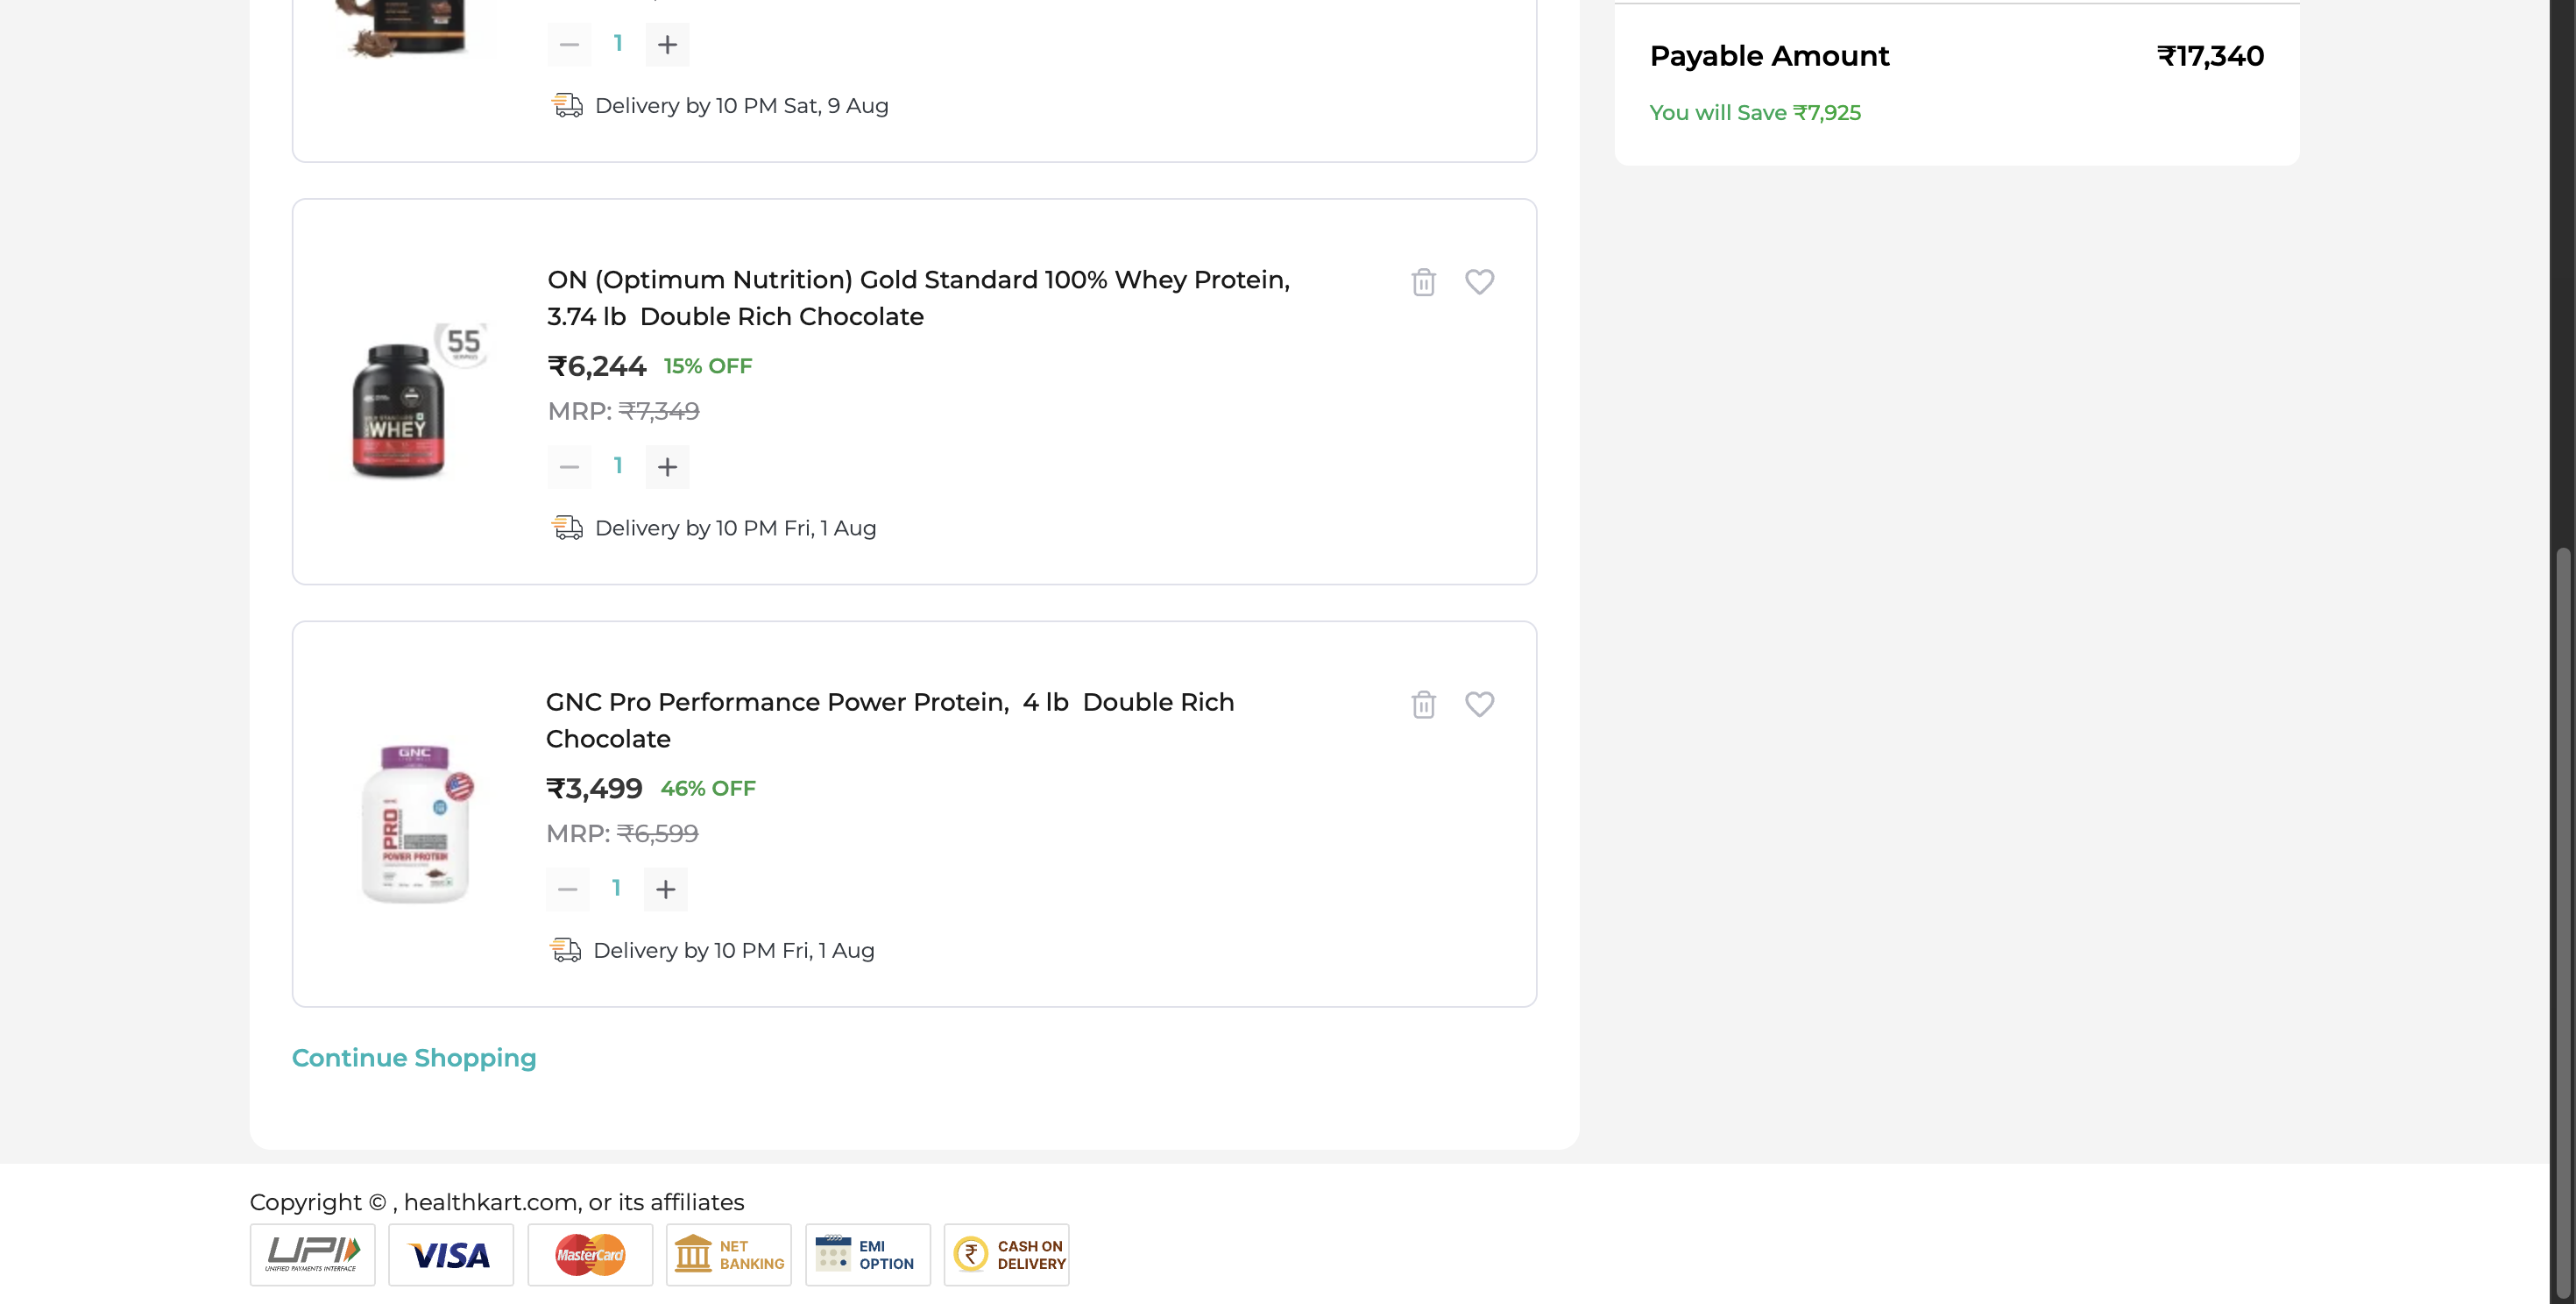 1
Delivery by 10 PM Sat, 9 Aug
Payable Amount ₹17,340
You will Save ₹7,925
ON (Optimum Nutrition) Gold Standard 100% Whey Protein,
3.74 lb Double Rich Chocolate
55
WHEY
₹6,244 15% OFF
MRP: ₹7,349
1
Delivery by 10 PM Fri, 1 Aug
GNC Pro Performance Power Protein, 4 lb Double Rich
Chocolate
GNC
PRO
POWER PROTEIN
₹3,499 46% OFF
MRP: ₹6,599
1
Delivery by 10 PM Fri, 1 Aug
Continue Shopping
Copyright © , healthkart.com, or its affiliates
UPI
UNIFIED PAYMENTS INTERFACE
VISA
MasterCard
NET
BANKING
EMI
OPTION
₹
CASH ON
DELIVERY